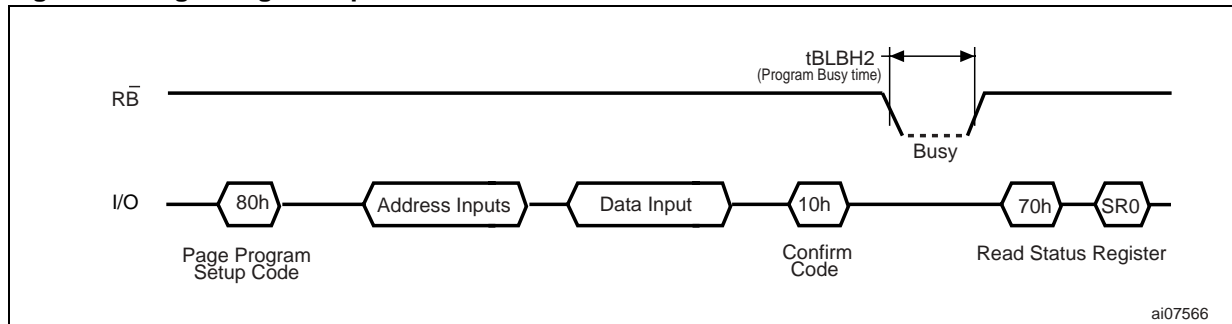 tBLBH2
(Program Busy time)
RB̅
Busy
I/O
80h
Address Inputs
Data Input
10h
70h
SR0
Page Program
Setup Code
Confirm
Code
Read Status Register
ai07566